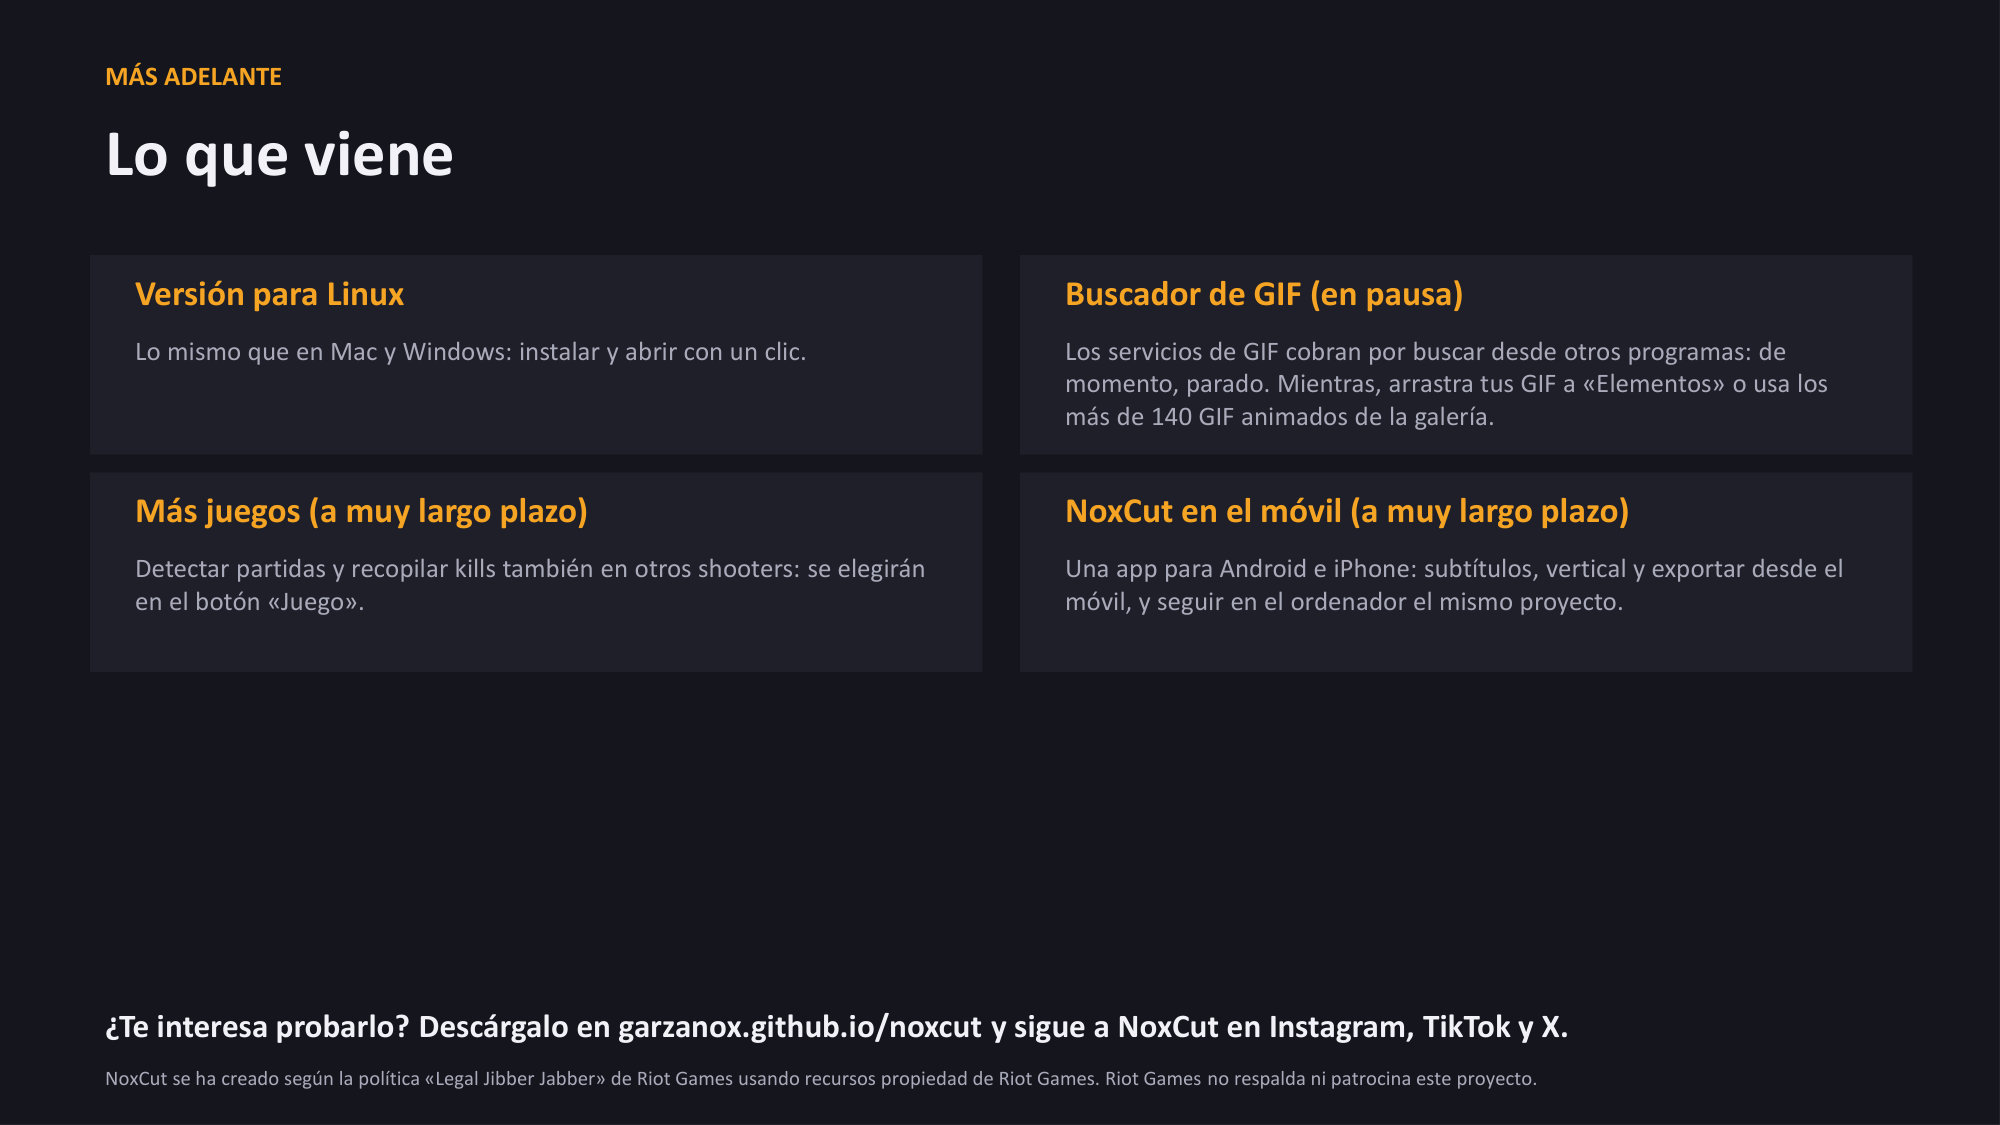 MÁS ADELANTE
Lo que viene
Versión para Linux
Lo mismo que en Mac y Windows: instalar y abrir con un clic.
Buscador de GIF (en pausa)
Los servicios de GIF cobran por buscar desde otros programas: de
momento, parado. Mientras, arrastra tus GIF a «Elementos» o usa los
más de 140 GIF animados de la galería.
Más juegos (a muy largo plazo)
Detectar partidas y recopilar kills también en otros shooters: se elegirán
en el botón «Juego».
NoxCut en el móvil (a muy largo plazo)
Una app para Android e iPhone: subtítulos, vertical y exportar desde el
móvil, y seguir en el ordenador el mismo proyecto.
¿Te interesa probarlo? Descárgalo en garzanox.github.io/noxcut y sigue a NoxCut en Instagram, TikTok y X.
NoxCut se ha creado según la política «Legal Jibber Jabber» de Riot Games usando recursos propiedad de Riot Games. Riot Games no respalda ni patrocina este proyecto.